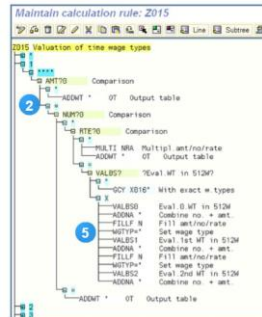 Maintain calculation rule: Z015
Line Subtree
Z015 Valuation of time wage types
****
AMT?0 Comparison
*
ADDWT * OT Output table
2
=
NUM?0 Comparison
*
RTE?0 Comparison
*
MULTI NRA Multipl.amt/no/rate
ADDWT * OT Output table
=
VALBS? ?Eval.WT in 512W?
*
GCY X016* With exact w.types
X
VALBS0 Eval.0.WT in 512W
ADDNA * Combine no. + amt.
5
FILLF N Fill amt/no/rate
WGTYP=* Set wage type
VALBS1 Eval.1st WT in 512W
ADDNA * Combine no. + amt.
FILLF N Fill amt/no/rate
WGTYP=* Set wage type
VALBS2 Eval.2nd WT in 512W
ADDNA * Combine no. + amt.
=
ADDWT * OT Output table